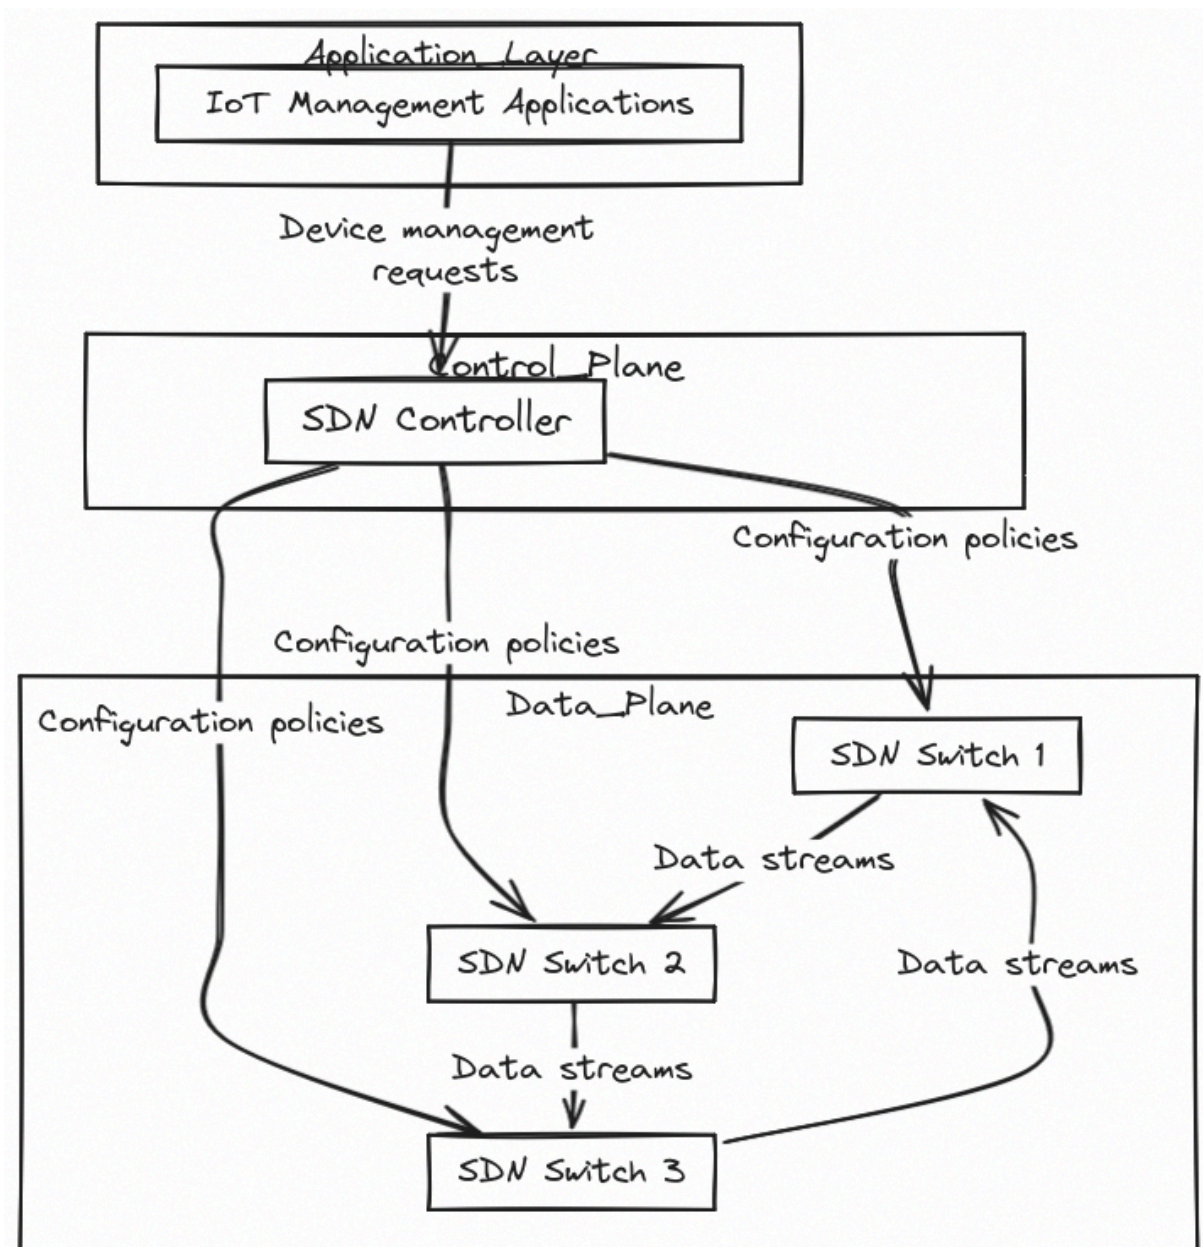 Application_Layer
IoT Management Applications
Device management
requests
Control_Plane
SDN Controller
Configuration policies
Configuration policies
Data_Plane
Configuration policies
SDN Switch 1
Data streams
SDN Switch 2
Data streams
Data streams
SDN Switch 3